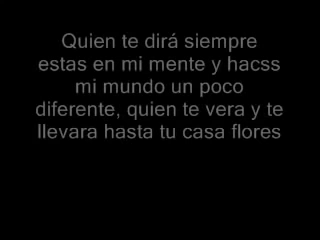 Quien te dirá siempre
estas en mi mente y hacss
mi mundo un poco
diferente, quien te vera y te
llevara hasta tu casa flores